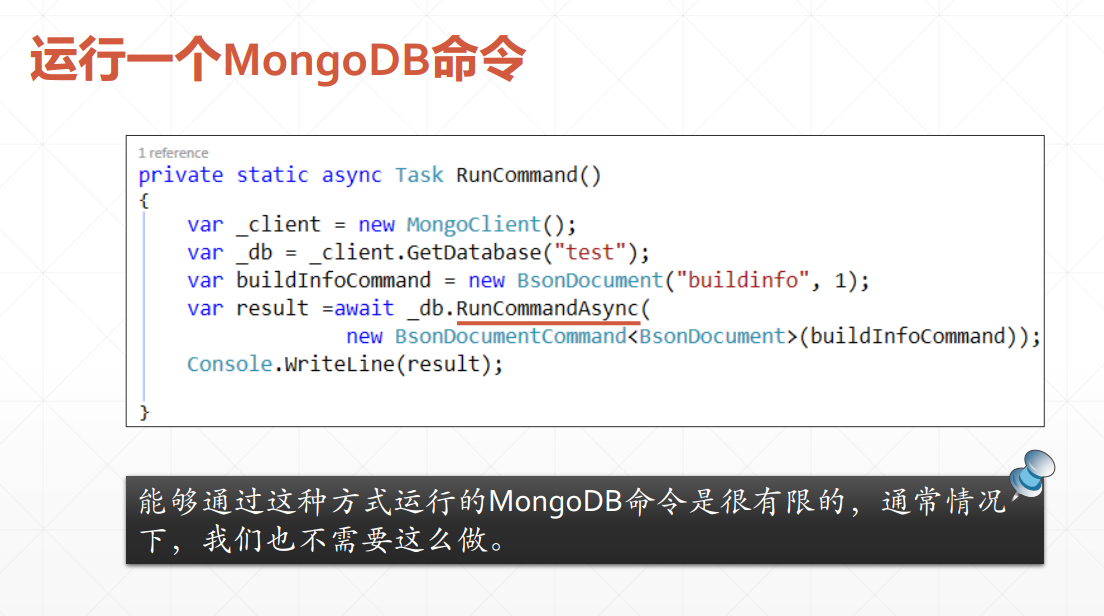 运行一个MongoDB命令
1 reference
private static async Task RunCommand()
{
var _client = new MongoClient();
var _db = _client.GetDatabase("test");
var buildInfoCommand = new BsonDocument("buildinfo", 1);
var result =await _db.RunCommandAsync(
new BsonDocumentCommand<BsonDocument>(buildInfoCommand));
Console.WriteLine(result);
}
能够通过这种方式运行的MongoDB命令是很有限的，通常情况
下，我们也不需要这么做。